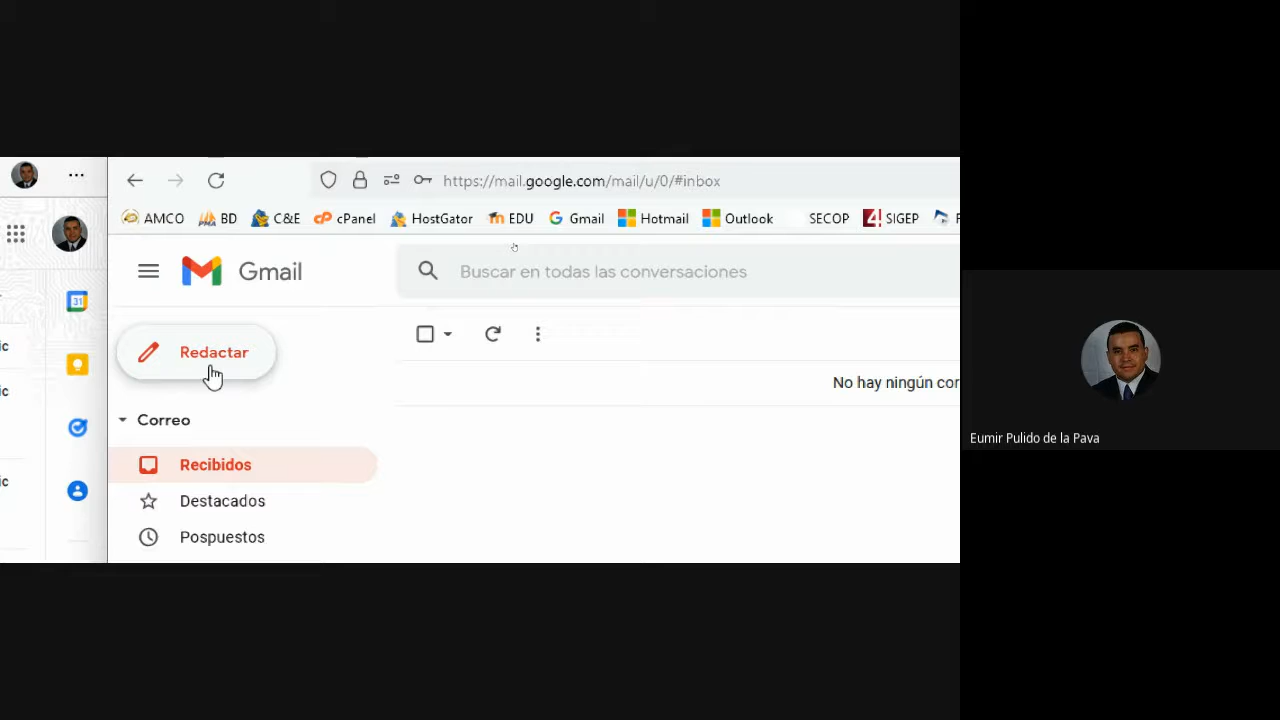 https://mail.google.com/mail/u/0/#inbox
AMCO BD C&E cPanel HostGator EDU Gmail Hotmail Outlook SECOP SIGEP
Gmail
Buscar en todas las conversaciones
Redactar
No hay ningún
Correo
Recibidos
Destacados
Pospuestos
31
Eumir Pulido de la Pava